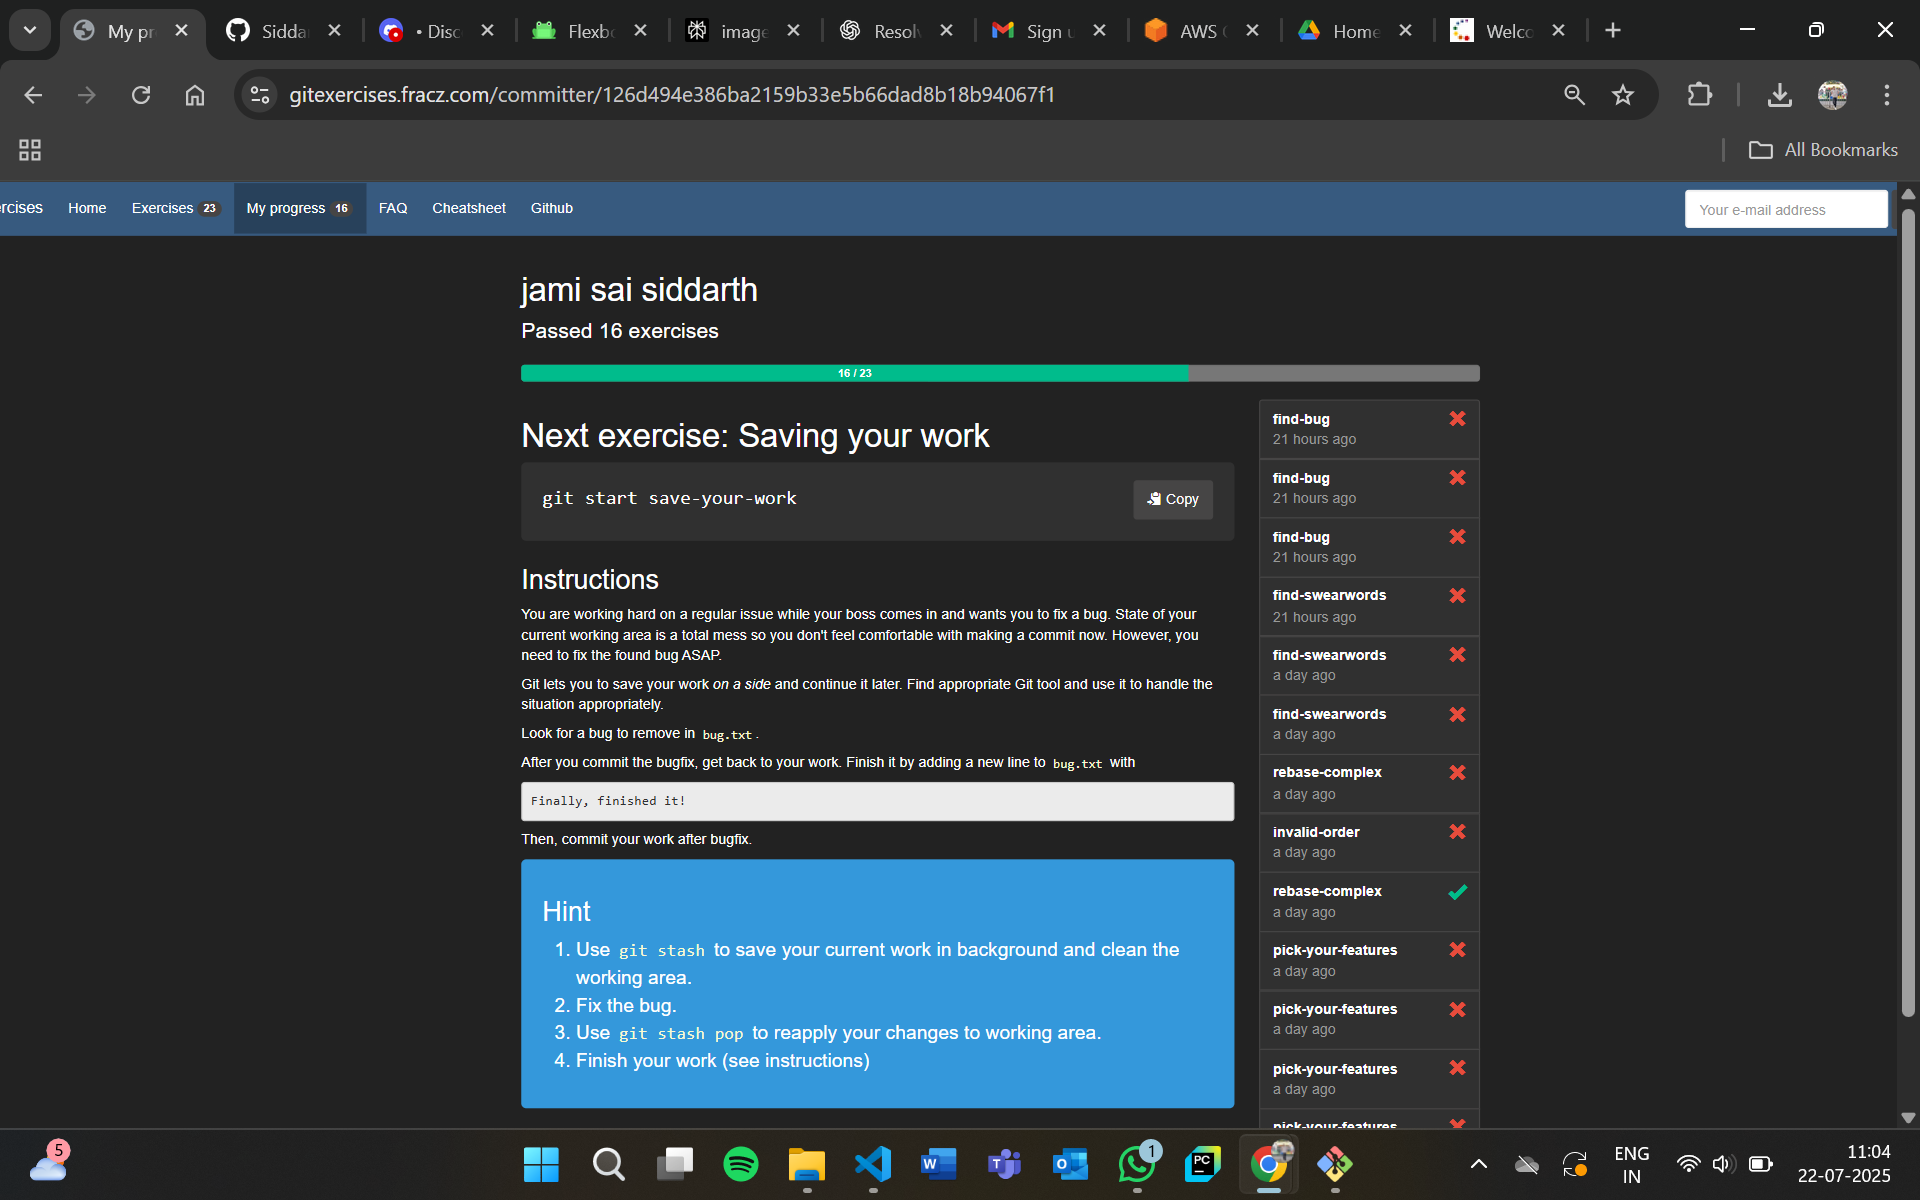 My pr
Sidda
• Disc
Flexbo
image
Resolv
Sign u
AWS
Home
Welco
gitexercises.fracz.com/committer/126d494e386ba2159b33e5b66dad8b18b94067f1
All Bookmarks
rcises
Home
Exercises 23
My progress 16
FAQ
Cheatsheet
Github
Your e-mail address
jami sai siddarth
Passed 16 exercises
16 / 23
Next exercise: Saving your work
git start save-your-work
Copy
Instructions
You are working hard on a regular issue while your boss comes in and wants you to fix a bug. State of your
current working area is a total mess so you don't feel comfortable with making a commit now. However, you
need to fix the found bug ASAP.
Git lets you to save your work on a side and continue it later. Find appropriate Git tool and use it to handle the
situation appropriately.
Look for a bug to remove in bug.txt.
After you commit the bugfix, get back to your work. Finish it by adding a new line to bug.txt with
Finally, finished it!
Then, commit your work after bugfix.
Hint
1. Use git stash to save your current work in background and clean the
working area.
2. Fix the bug.
3. Use git stash pop to reapply your changes to working area.
4. Finish your work (see instructions)
find-bug
21 hours ago
find-bug
21 hours ago
find-bug
21 hours ago
find-swearwords
21 hours ago
find-swearwords
a day ago
find-swearwords
a day ago
rebase-complex
a day ago
invalid-order
a day ago
rebase-complex
a day ago
pick-your-features
a day ago
pick-your-features
a day ago
pick-your-features
a day ago
pick-your-features
5
W
T
O
1
PC
ENG
IN
11:04
22-07-2025